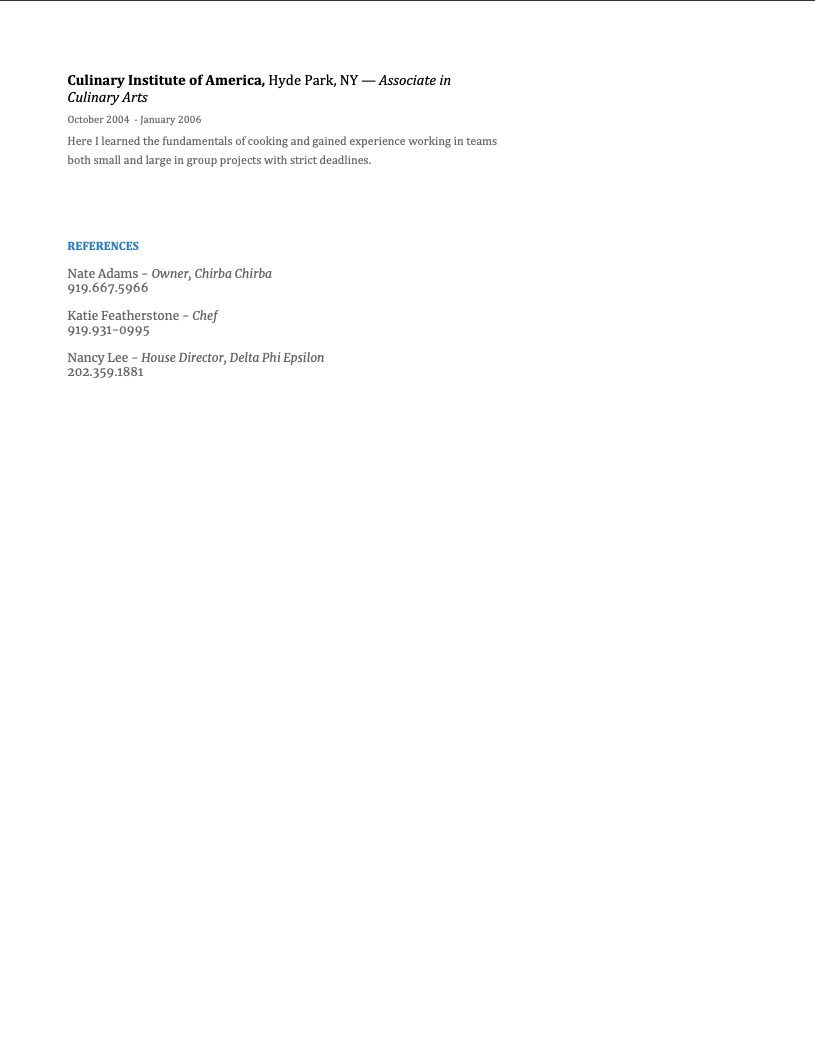 Culinary Institute of America, Hyde Park, NY — Associate in
Culinary Arts
October 2004  - January 2006
Here I learned the fundamentals of cooking and gained experience working in teams
both small and large in group projects with strict deadlines.
REFERENCES
Nate Adams - Owner, Chirba Chirba
919.667.5966
Katie Featherstone - Chef
919.931-0995
Nancy Lee - House Director, Delta Phi Epsilon
202.359.1881